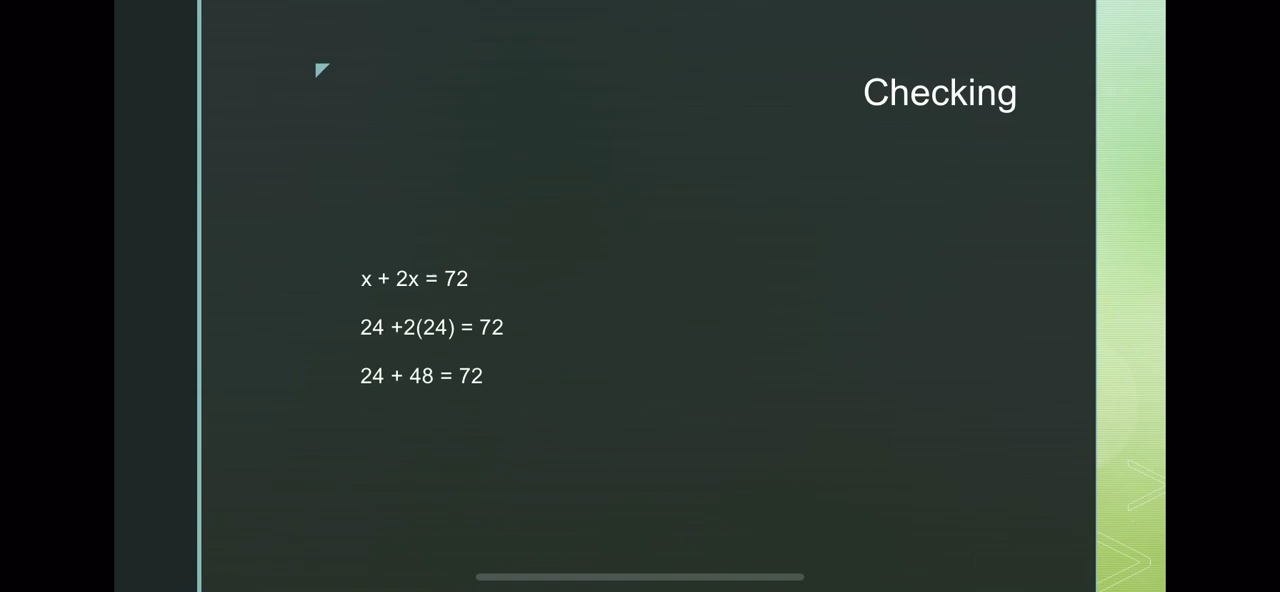 Checking
x + 2x = 72
24 +2(24) = 72
24 + 48 = 72